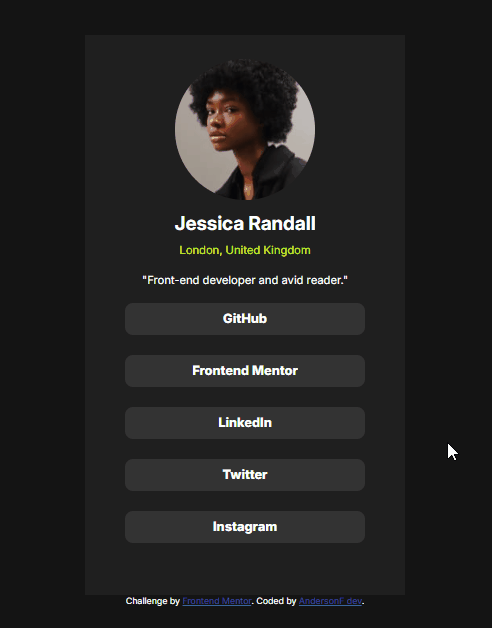 Jessica Randall
London, United Kingdom
"Front-end developer and avid reader."
GitHub
Frontend Mentor
LinkedIn
Twitter
Instagram
Challenge by Frontend Mentor. Coded by AndersonF dev.